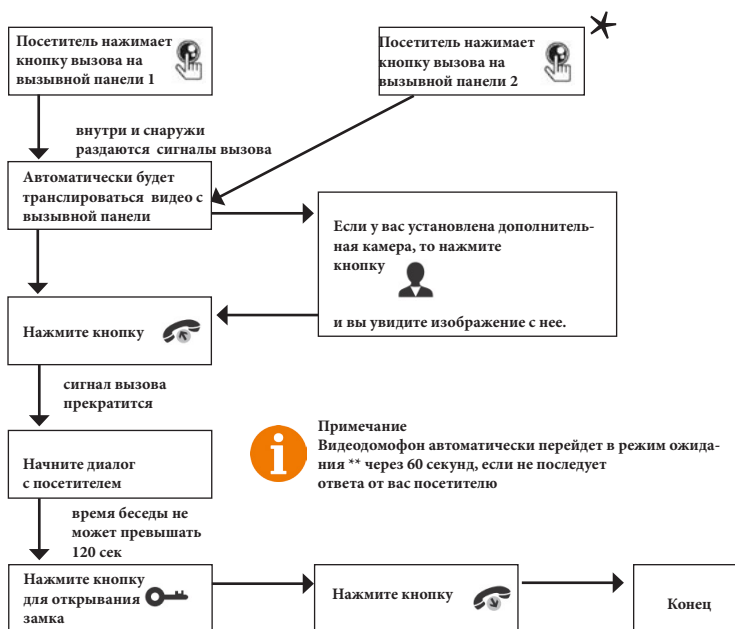 Посетитель нажимает
кнопку вызова на
вызывной панели 1
Посетитель нажимает
кнопку вызова на
вызывной панели 2
внутри и снаружи
раздаются сигналы вызова
Автоматически будет
транслироваться видео с
вызывной панели
Если у вас установлена дополнитель-
ная камера, то нажмите
кнопку
и вы увидите изображение с нее.
Нажмите кнопку
сигнал вызова
прекратится
Примечание
Видеодомофон автоматически перейдет в режим ожида-
ния ** через 60 секунд, если не последует
ответа от вас посетителю
Начните диалог
с посетителем
время беседы не
может превышать
120 сек
Нажмите кнопку
для открывания
замка
Нажмите кнопку
Конец